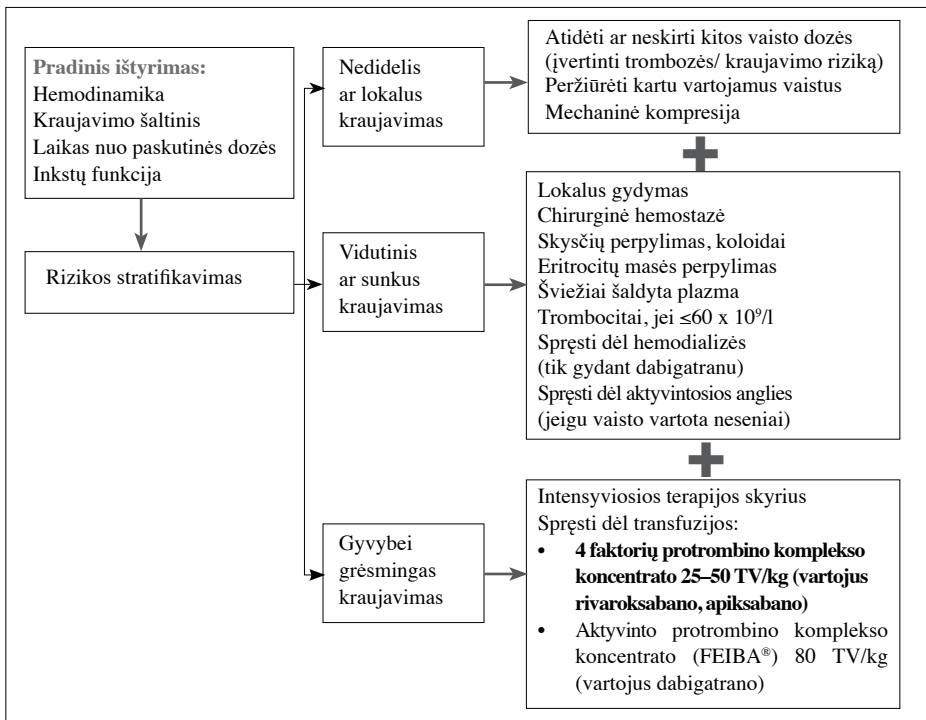 Pradinis ištyrimas:
Hemodinamika
Kraujavimo šaltinis
Laikas nuo paskutinės dozės
Inkstų funkcija
Rizikos stratifikavimas
Nedidelis
ar lokalus
kraujavimas
Atidėti ar neskirti kitos vaisto dozės
(įvertinti trombozės/ kraujavimo riziką)
Peržiūrėti kartu vartojamus vaistus
Mechaninė kompresija
Vidutinis
ar sunkus
kraujavimas
Lokalus gydymas
Chirurginė hemostazė
Skysčių perpylimas, koloidai
Eritrocitų masės perpylimas
Šviežiai šaldyta plazma
Trombocitai, jei ≤60 x 10⁹/l
Spręsti dėl hemodializės
(tik gydant dabigatranu)
Spręsti dėl aktyvintosios anglies
(jeigu vaisto vartota neseniai)
Gyvybei
grėsmingas
kraujavimas
Intensyviosios terapijos skyrius
Spręsti dėl transfuzijos:
• 4 faktorių protrombino komplekso
koncentrato 25–50 TV/kg (vartojus
rivaroksabano, apiksabano)
• Aktyvinto protrombino komplekso
koncentrato (FEIBA®) 80 TV/kg
(vartojus dabigatrano)